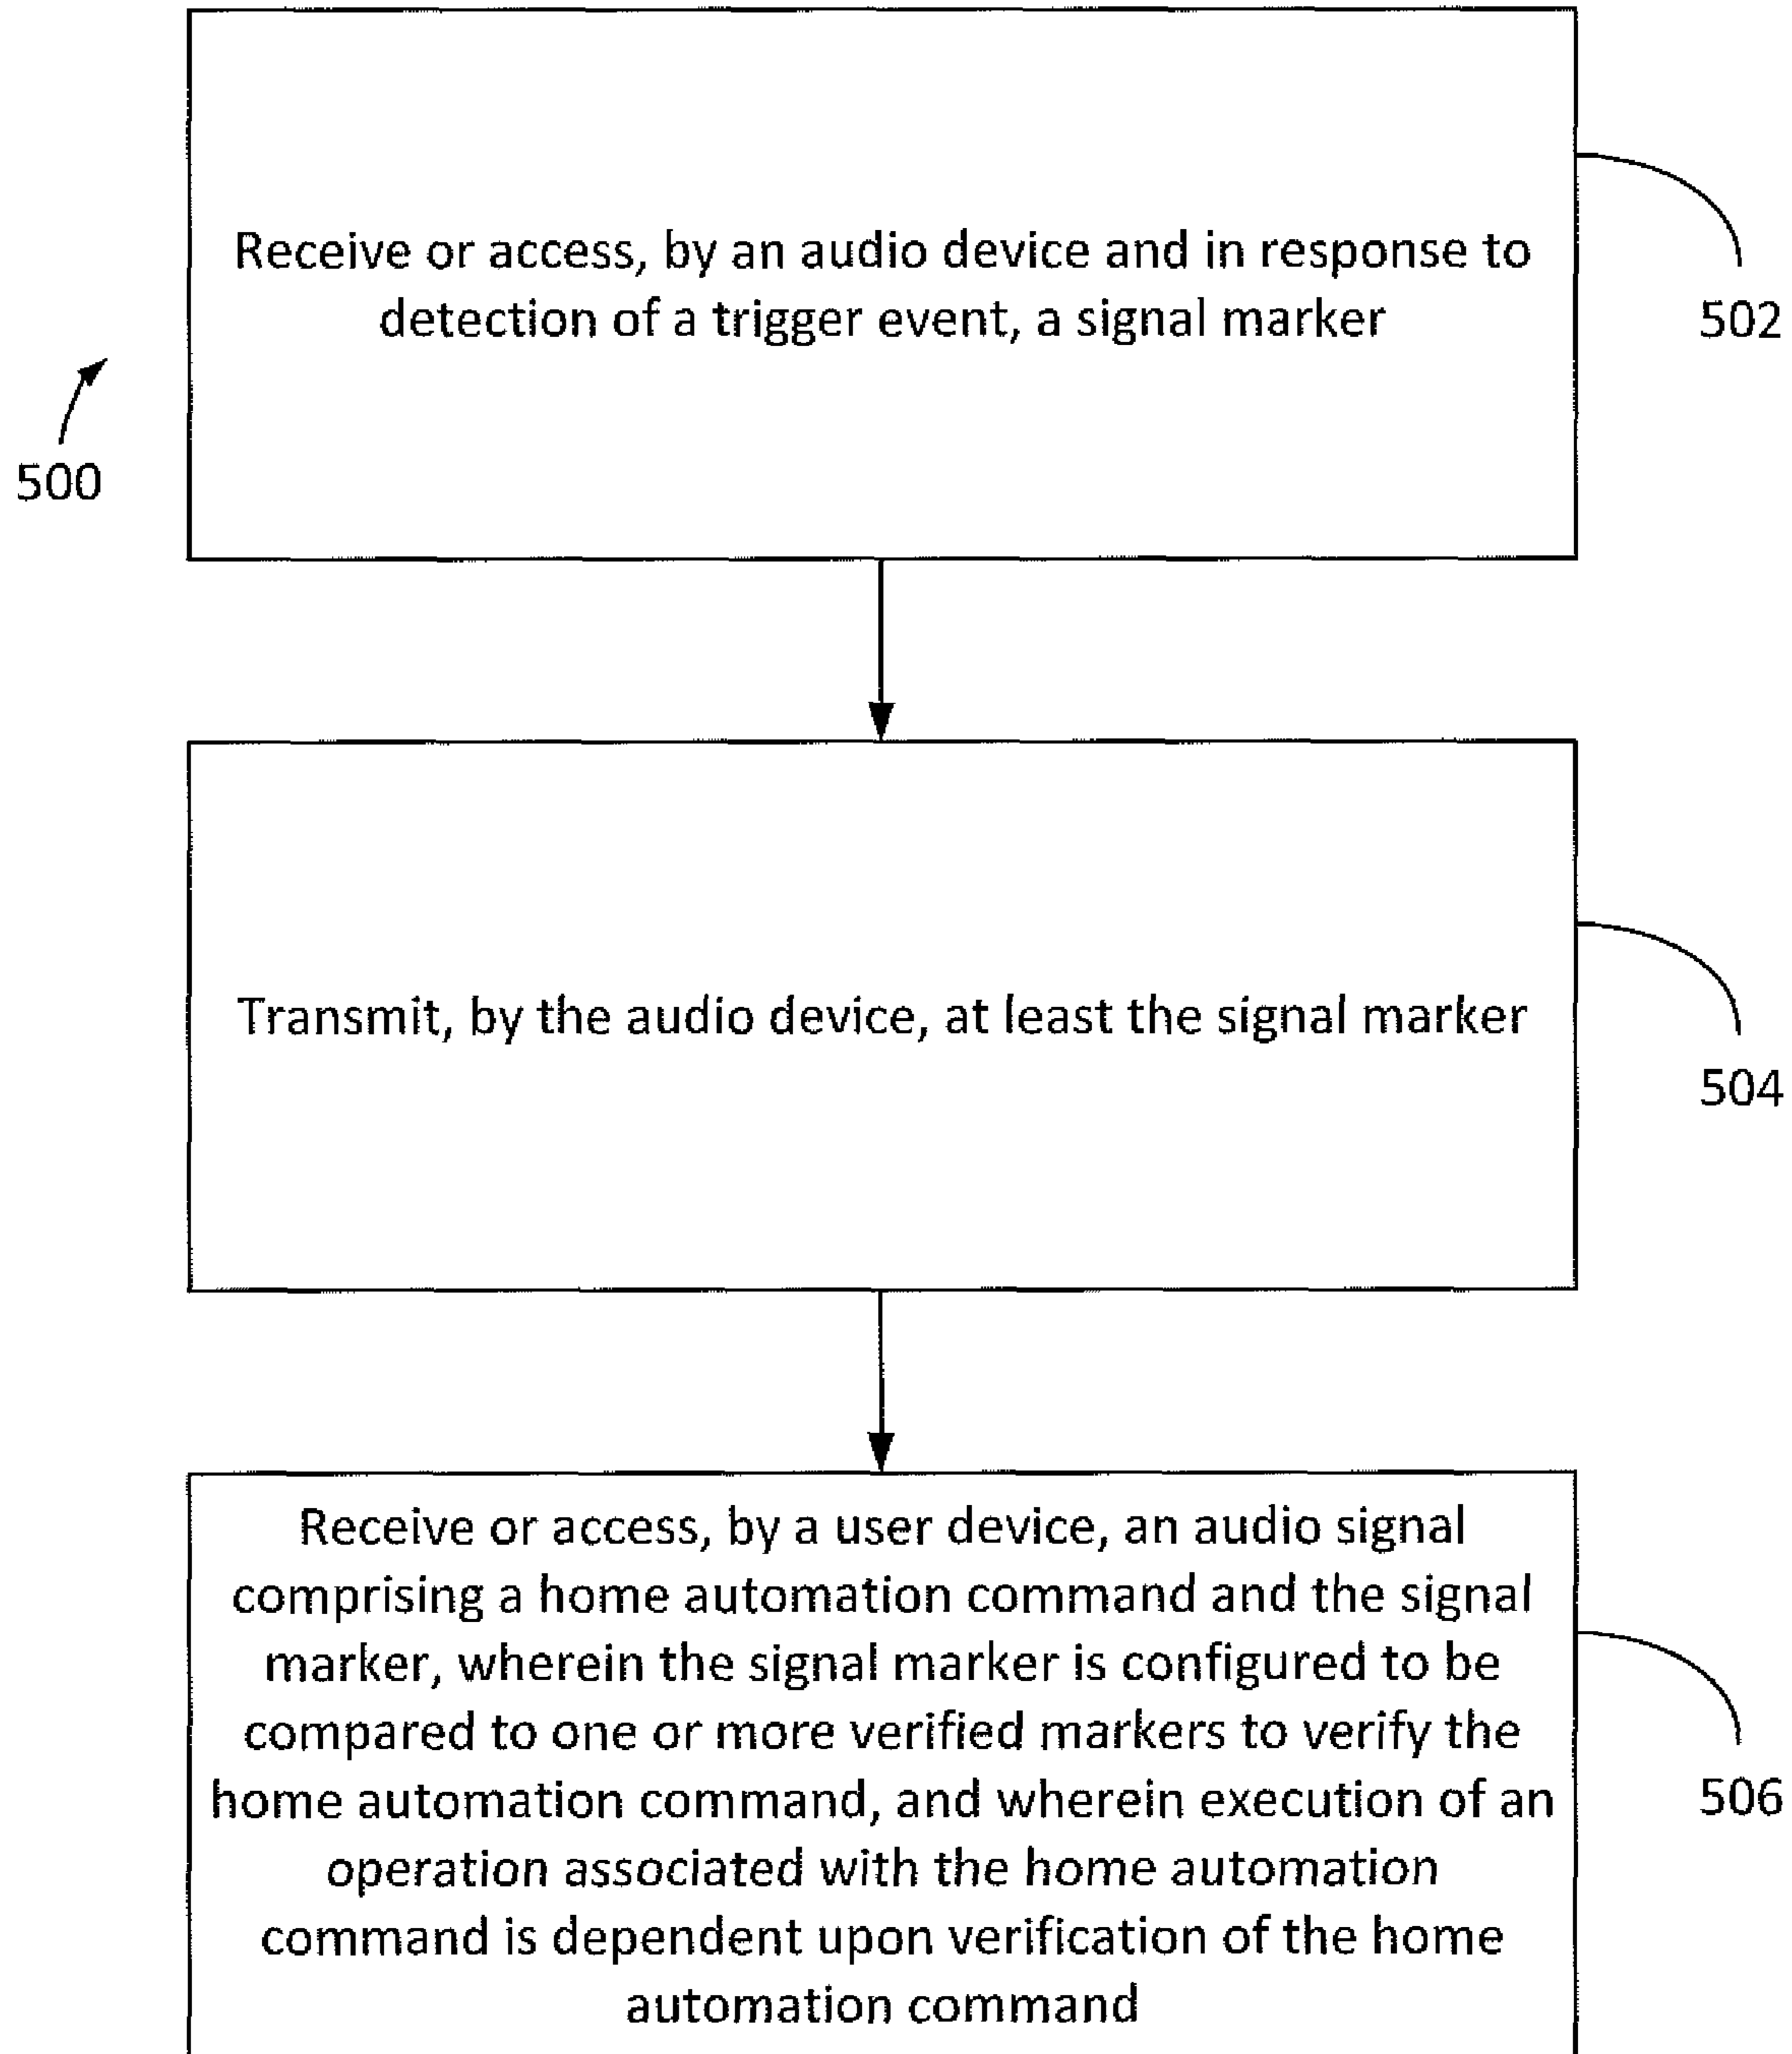 Receive or access, by an audio device and in response to
detection of a trigger event, a signal marker
502
500
Transmit, by the audio device, at least the signal marker
504
Receive or access, by a user device, an audio signal
comprising a home automation command and the signal
marker, wherein the signal marker is configured to be
compared to one or more verified markers to verify the
home automation command, and wherein execution of an
operation associated with the home automation
command is dependent upon verification of the home
automation command
506